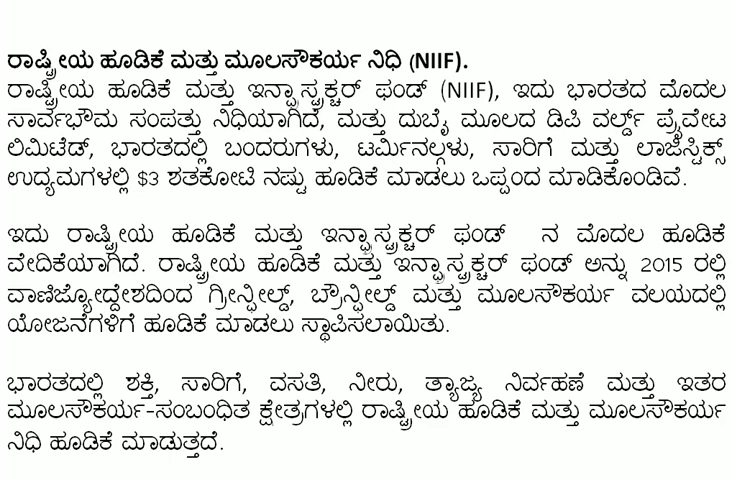 ರಾಷ್ಟ್ರೀಯ ಹೂಡಿಕೆ ಮತ್ತು ಮೂಲಸೌಕರ್ಯ ನಿಧಿ (NIIF).
ರಾಷ್ಟ್ರೀಯ ಹೂಡಿಕೆ ಮತ್ತು ಇನ್ಫ್ರಾಸ್ಟ್ರಕ್ಚರ್ ಫಂಡ್ (NIIF), ಇದು ಭಾರತದ ಮೊದಲ
ಸಾರ್ವಭೌಮ ಸಂಪತ್ತು ನಿಧಿಯಾಗಿದೆ, ಮತ್ತು ದುಬೈ ಮೂಲದ ಡಿಪಿ ವರ್ಲ್ಡ್ ಪ್ರೈವೇಟ
ಲಿಮಿಟೆಡ್, ಭಾರತದಲ್ಲಿ ಬಂದರುಗಳು, ಟರ್ಮಿನಲ್ಗಳು, ಸಾರಿಗೆ ಮತ್ತು ಲಾಜಿಸ್ಟಿಕ್ಸ್
ಉದ್ಯಮಗಳಲ್ಲಿ $3 ಶತಕೋಟಿ ನಷ್ಟು ಹೂಡಿಕೆ ಮಾಡಲು ಒಪ್ಪಂದ ಮಾಡಿಕೊಂಡಿವೆ.
ಇದು ರಾಷ್ಟ್ರೀಯ ಹೂಡಿಕೆ ಮತ್ತು ಇನ್ಫ್ರಾಸ್ಟ್ರಕ್ಚರ್ ಫಂಡ್ ನ ಮೊದಲ ಹೂಡಿಕೆ
ವೇದಿಕೆಯಾಗಿದೆ. ರಾಷ್ಟ್ರೀಯ ಹೂಡಿಕೆ ಮತ್ತು ಇನ್ಫ್ರಾಸ್ಟ್ರಕ್ಚರ್ ಫಂಡ್ ಅನ್ನು 2015 ರಲ್ಲಿ
ವಾಣಿಜ್ಯೋದ್ದೇಶದಿಂದ ಗ್ರೀನ್ಫೀಲ್ಡ್, ಬ್ರೌನ್ಫೀಲ್ಡ್ ಮತ್ತು ಮೂಲಸೌಕರ್ಯ ವಲಯದಲ್ಲಿ
ಯೋಜನೆಗಳಿಗೆ ಹೂಡಿಕೆ ಮಾಡಲು ಸ್ಥಾಪಿಸಲಾಯಿತು.
ಭಾರತದಲ್ಲಿ ಶಕ್ತಿ, ಸಾರಿಗೆ, ವಸತಿ, ನೀರು, ತ್ಯಾಜ್ಯ ನಿರ್ವಹಣೆ ಮತ್ತು ಇತರ
ಮೂಲಸೌಕರ್ಯ-ಸಂಬಂಧಿತ ಕ್ಷೇತ್ರಗಳಲ್ಲಿ ರಾಷ್ಟ್ರೀಯ ಹೂಡಿಕೆ ಮತ್ತು ಮೂಲಸೌಕರ್ಯ
ನಿಧಿ ಹೂಡಿಕೆ ಮಾಡುತ್ತದೆ.